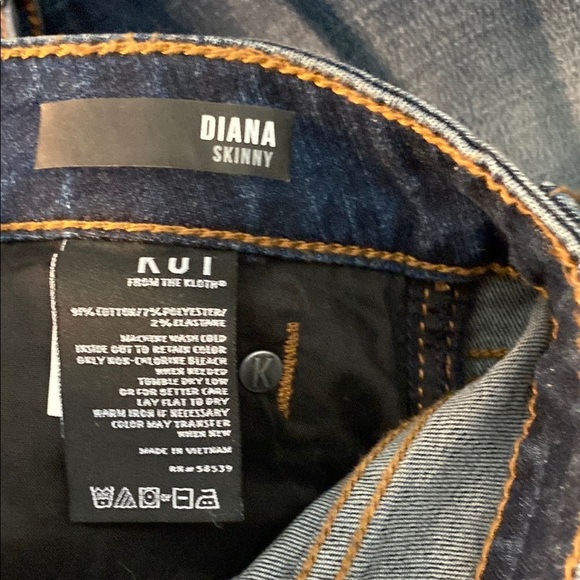 DIANA
SKINNY
KUT
FROM THE KLOTH®
91% COTTON/7% POLYESTER/
2% ELASTANE
MACHINE WASH COLD
INSIDE OUT TO RETAIN COLOR
ONLY NON-CHLORINE BLEACH
WHEN NEEDED
TUMBLE DRY LOW
OR FOR BETTER CARE
LAY FLAT TO DRY
WARM IRON IF NECESSARY
COLOR MAY TRANSFER
WHEN NEW
MADE IN VIETNAM
RN# 58539
or
K